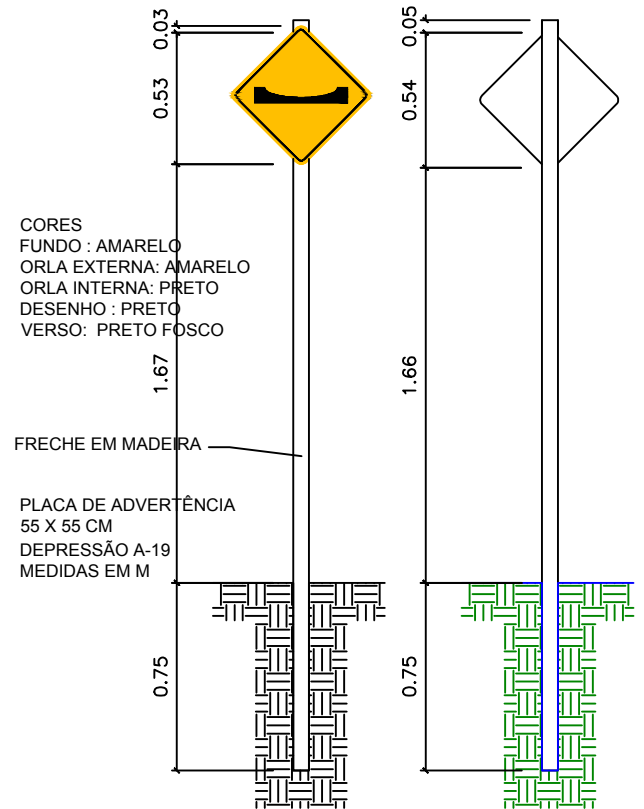 0.03
0.05
0.53
0.54
CORES
FUNDO : AMARELO
ORLA EXTERNA: AMARELO
ORLA INTERNA: PRETO
DESENHO : PRETO
VERSO: PRETO FOSCO
1.67
1.66
FRECHE EM MADEIRA
PLACA DE ADVERTÊNCIA
55 X 55 CM
DEPRESSÃO A-19
MEDIDAS EM M
0.75
0.75